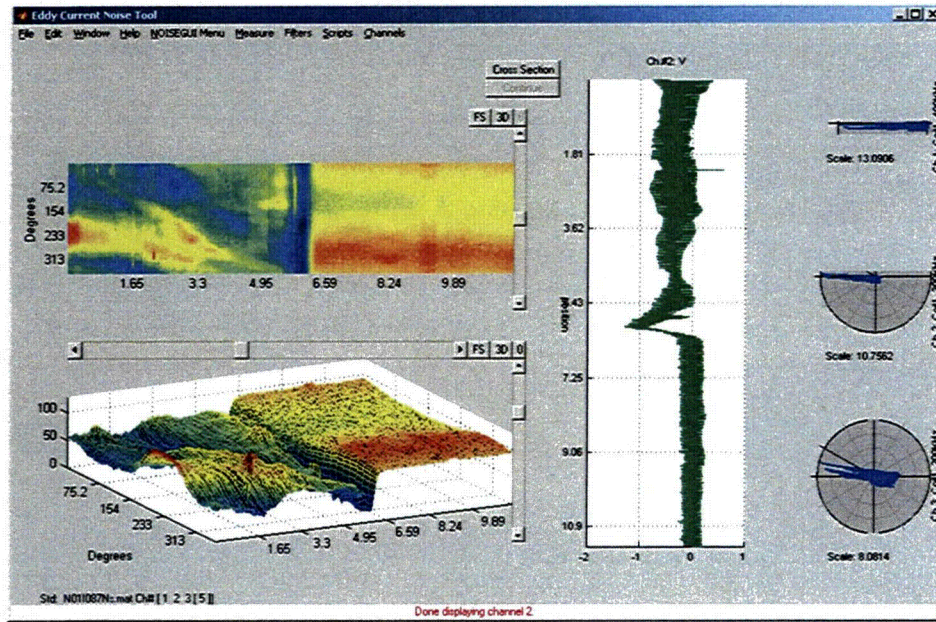 Eddy Current Noise Tool
File Edit Window Help NOISEGUI Menu Measure Filters Scripts Channels
Cross Section
Continue
FS 3D
Degrees
75.2
154
233
313
1.65 3.3 4.95 6.59 8.24 9.89
FS 3D 0
100
50
0
75.2
154
233
313
Degrees
1.65
3.3
4.95
6.59
8.24
9.89
Ch#2: V
1.81
3.62
5.43
7.25
9.06
10.9
-2 -1 0 1
Scale: 13.0906
Scale: 10.7562
Scale: 8.0814
Done displaying channel 2